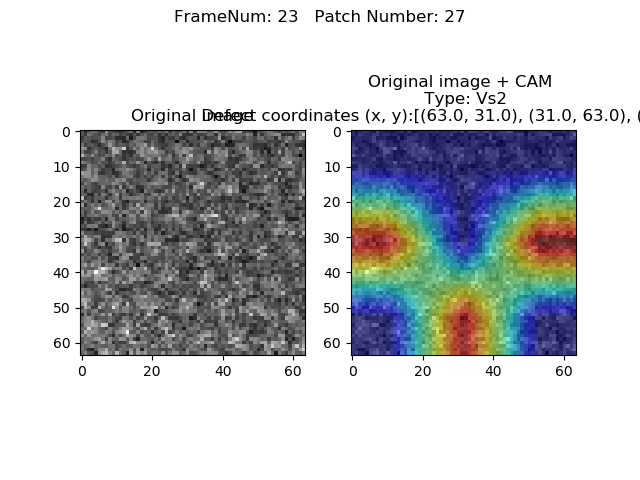 FrameNum: 23   Patch Number: 27
Original Image
Original image + CAM
Type: Vs2
Defect coordinates (x, y):[(63.0, 31.0), (31.0, 63.0), (
0
10
20
30
40
50
60
0 20 40 60
0
10
20
30
40
50
60
0 20 40 60